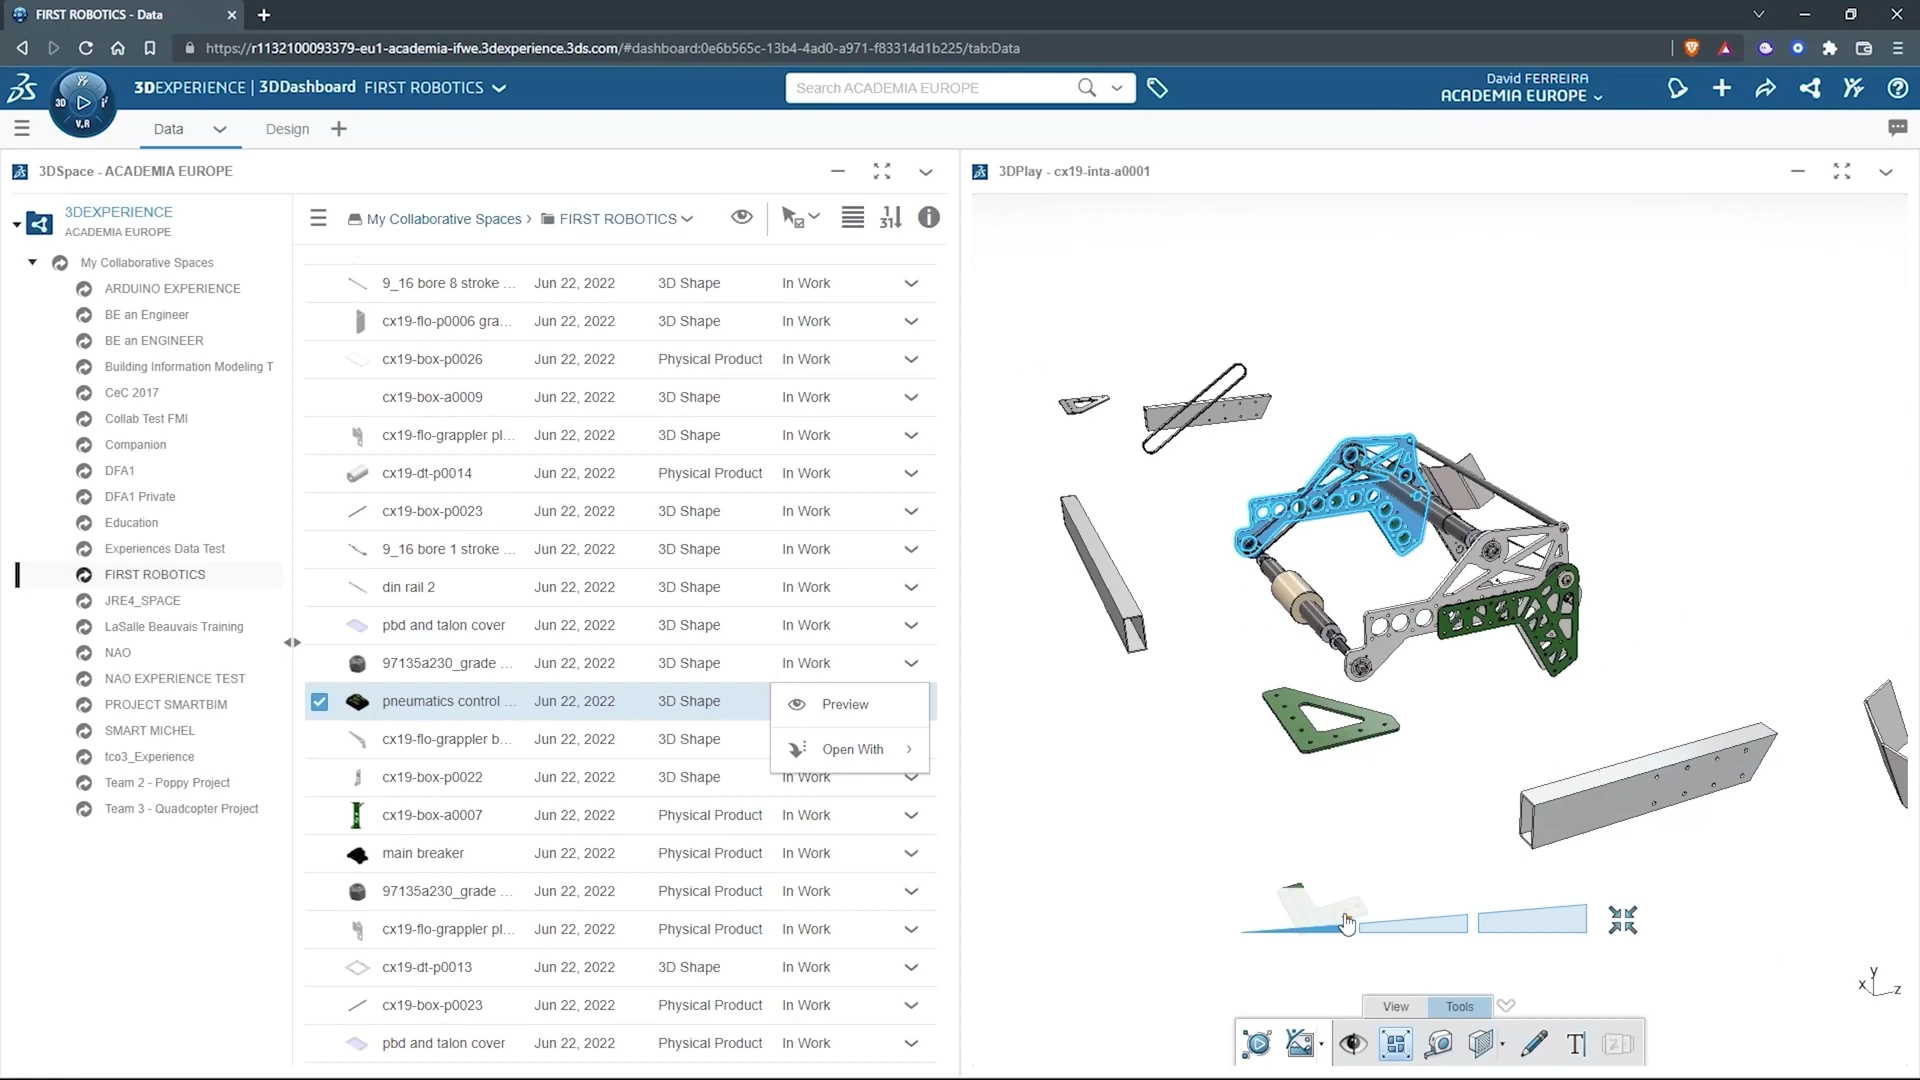 FIRST ROBOTICS - Data
https://r1132100093379-eu1-academia-ifwe.3dexperience.3ds.com/#dashboard:0e6b565c-13b4-4ad0-a971-f83314d1b225/tab:Data
3DEXPERIENCE | 3DDashboard FIRST ROBOTICS
3D
V.R
Search ACADEMIA EUROPE
David FERREIRA
ACADEMIA EUROPE
Data
Design
3DSpace - ACADEMIA EUROPE
3DPlay - cx19-inta-a0001
3DEXPERIENCE
ACADEMIA EUROPE
My Collaborative Spaces
ARDUINO EXPERIENCE
BE an Engineer
BE an ENGINEER
Building Information Modeling T
CeC 2017
Collab Test FMI
Companion
DFA1
DFA1 Private
Education
Experiences Data Test
FIRST ROBOTICS
JRE4_SPACE
LaSalle Beauvais Training
NAO
NAO EXPERIENCE TEST
PROJECT SMARTBIM
SMART MICHEL
tco3_Experience
Team 2 - Poppy Project
Team 3 - Quadcopter Project
My Collaborative Spaces › FIRST ROBOTICS
31
9_16 bore 8 stroke ... Jun 22, 2022 3D Shape In Work
cx19-flo-p0006 gra... Jun 22, 2022 3D Shape In Work
cx19-box-p0026 Jun 22, 2022 Physical Product In Work
cx19-box-a0009 Jun 22, 2022 3D Shape In Work
cx19-flo-grappler pl... Jun 22, 2022 3D Shape In Work
cx19-dt-p0014 Jun 22, 2022 Physical Product In Work
cx19-box-p0023 Jun 22, 2022 3D Shape In Work
9_16 bore 1 stroke ... Jun 22, 2022 3D Shape In Work
din rail 2 Jun 22, 2022 3D Shape In Work
pbd and talon cover Jun 22, 2022 3D Shape In Work
97135a230_grade ... Jun 22, 2022 3D Shape In Work
pneumatics control ... Jun 22, 2022 3D Shape
Preview
cx19-flo-grappler b... Jun 22, 2022 3D Shape
Open With
cx19-box-p0022 Jun 22, 2022 3D Shape In Work
cx19-box-a0007 Jun 22, 2022 Physical Product In Work
main breaker Jun 22, 2022 Physical Product In Work
97135a230_grade ... Jun 22, 2022 Physical Product In Work
cx19-flo-grappler pl... Jun 22, 2022 Physical Product In Work
cx19-dt-p0013 Jun 22, 2022 3D Shape In Work
cx19-box-p0023 Jun 22, 2022 Physical Product In Work
pbd and talon cover Jun 22, 2022 Physical Product In Work
y
x
z
View
Tools